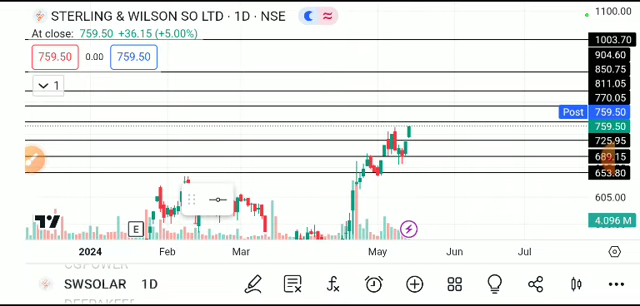 STERLING & WILSON SO LTD · 1D · NSE
At close: 759.50 +36.15 (+5.00%)
759.50 0.00 759.50
1
1100.00
1003.70
904.60
850.75
811.05
770.05
Post 759.50
759.50
725.95
689.15
653.80
605.00
4.096 M
E
2024 Feb Mar May Jun Jul
CGPOWER
SWSOLAR 1D